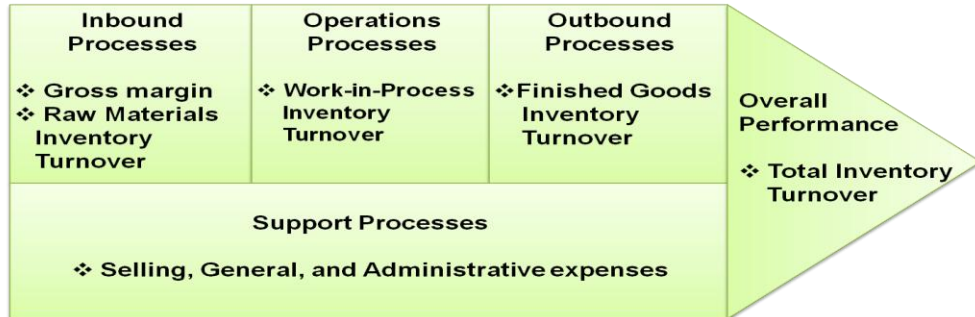 Inbound
Processes
❖ Gross margin
❖ Raw Materials
Inventory
Turnover
Operations
Processes
❖ Work-in-Process
Inventory
Turnover
Outbound
Processes
❖Finished Goods
Inventory
Turnover
Overall
Performance
❖ Total Inventory
Turnover
Support Processes
❖ Selling, General, and Administrative expenses